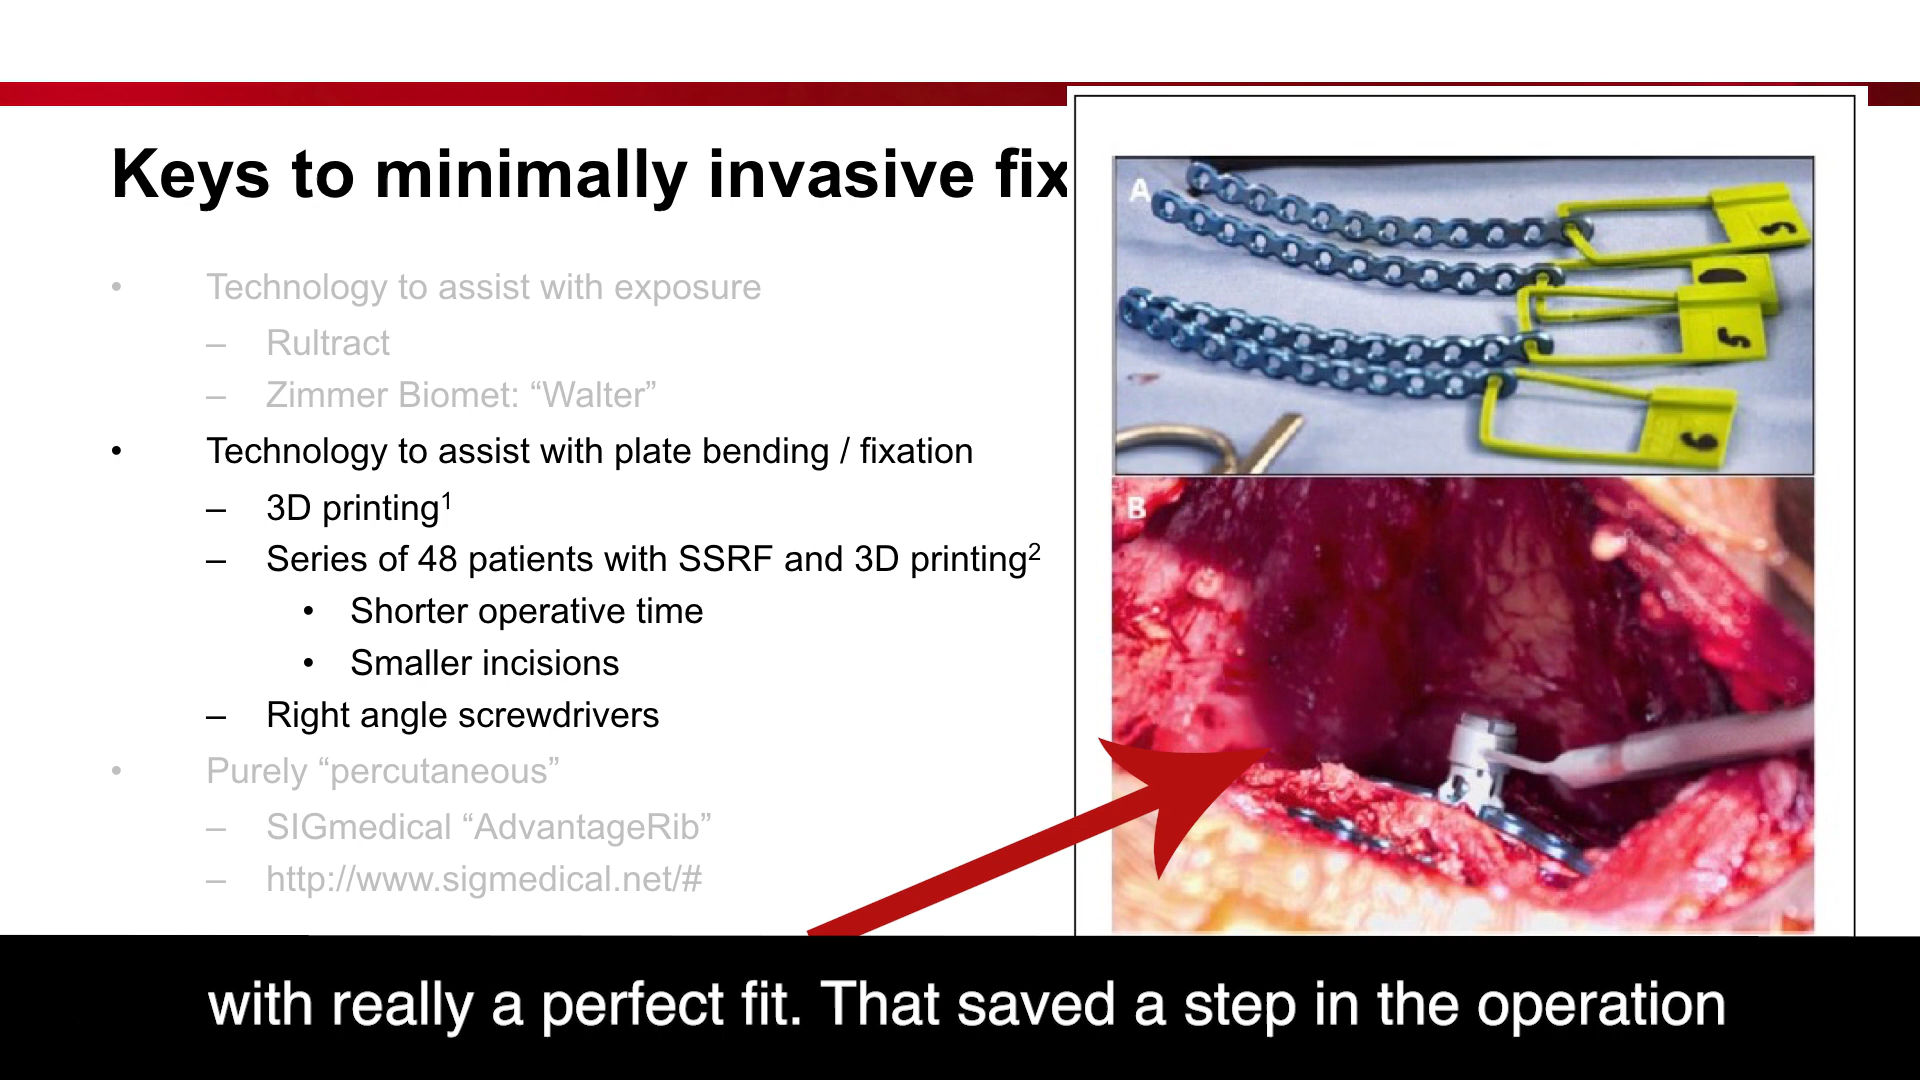 Keys to minimally invasive fix
• Technology to assist with exposure
– Rultract
– Zimmer Biomet: “Walter”
• Technology to assist with plate bending / fixation
– 3D printing¹
– Series of 48 patients with SSRF and 3D printing²
• Shorter operative time
• Smaller incisions
– Right angle screwdrivers
• Purely “percutaneous”
– SIGmedical “AdvantageRib”
– http://www.sigmedical.net/#
A
B
with really a perfect fit. That saved a step in the operation